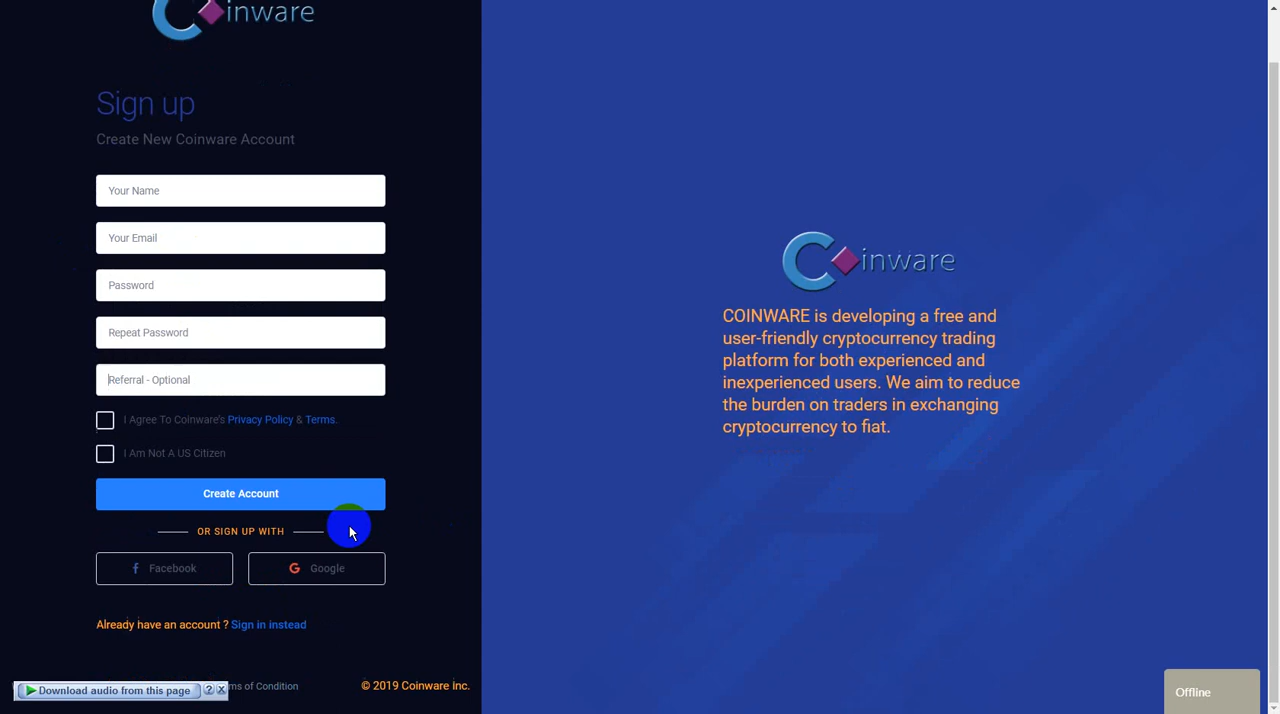 inware
Sign up
Create New Coinware Account
Your Name
Your Email
Password
Repeat Password
Referral - Optional
I Agree To Coinware's Privacy Policy & Terms.
I Am Not A US Citizen
Create Account
OR SIGN UP WITH
Facebook
Google
Already have an account ? Sign in instead
Download audio from this page ? X
ms of Condition
© 2019 Coinware Inc.
Coinware
COINWARE is developing a free and
user-friendly cryptocurrency trading
platform for both experienced and
inexperienced users. We aim to reduce
the burden on traders in exchanging
cryptocurrency to fiat.
Offline